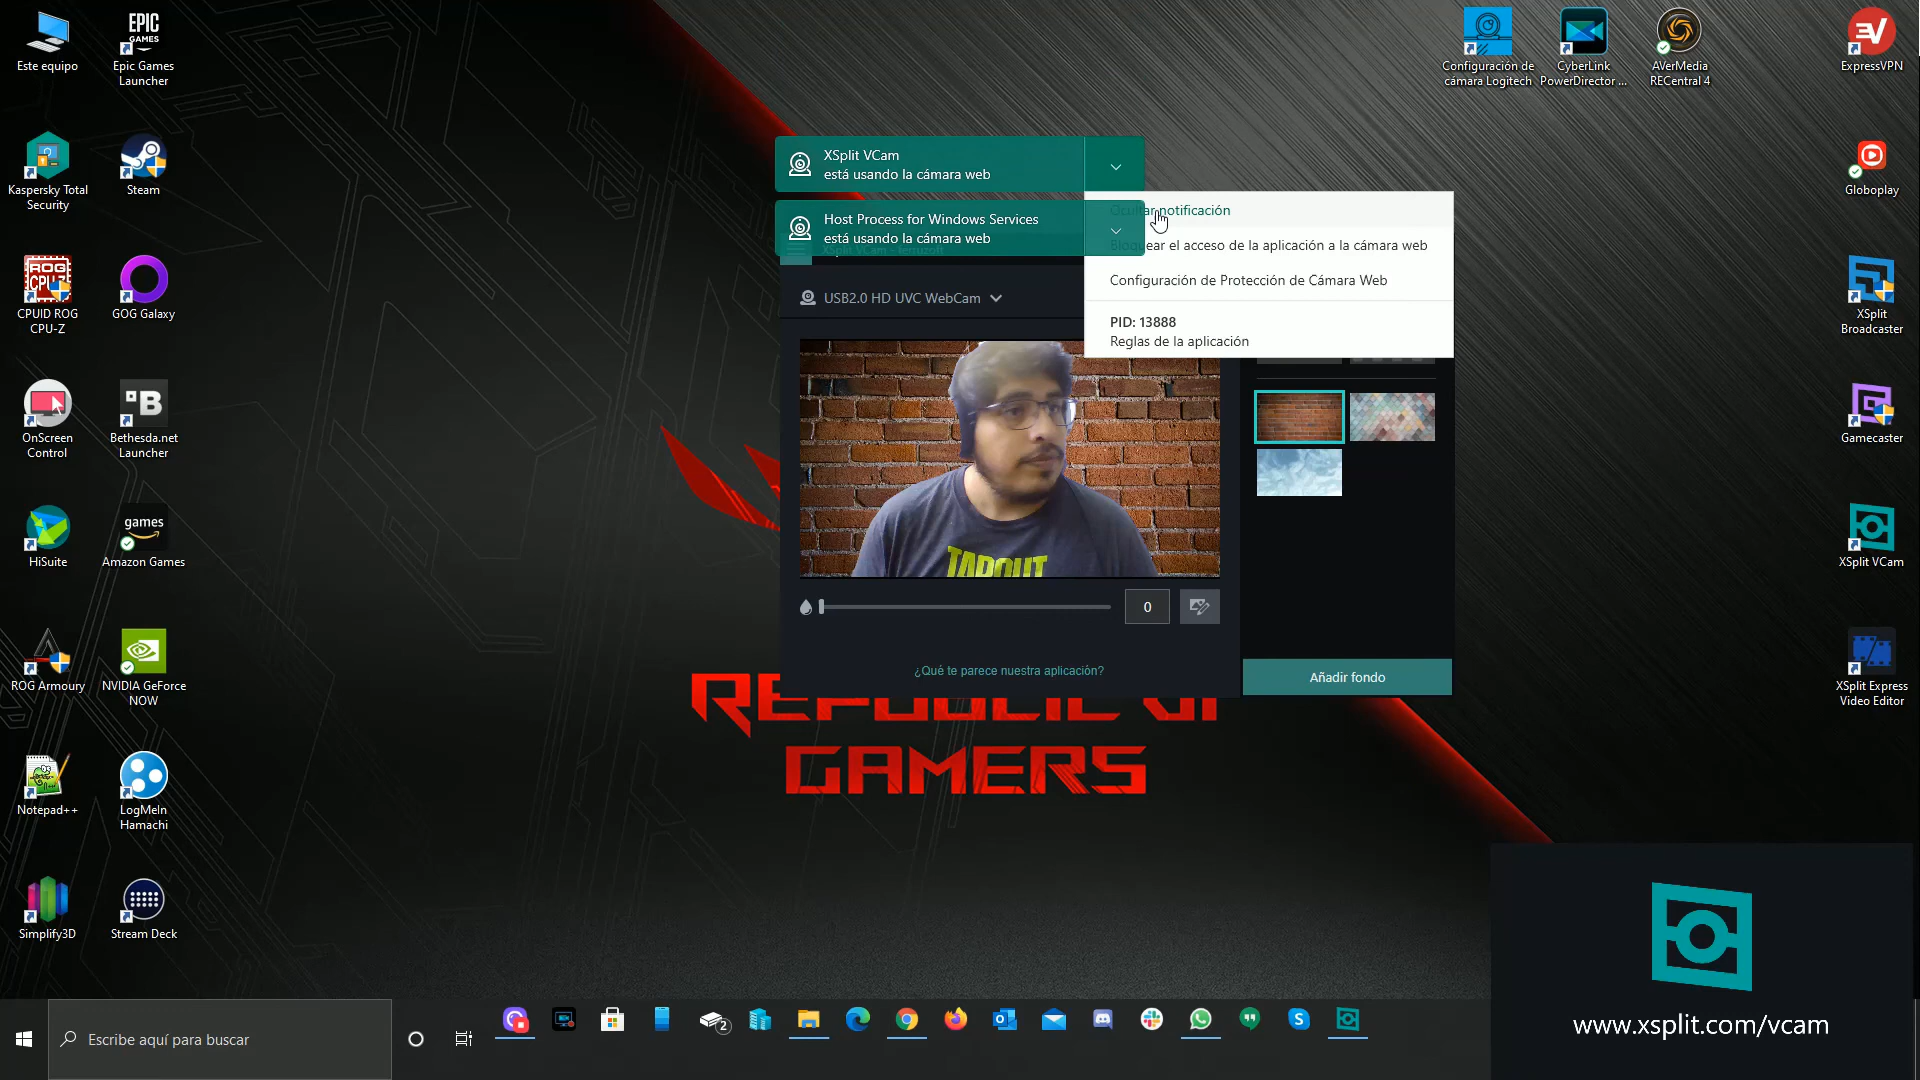 Este equipo
EPIC
GAMES
Epic Games
Launcher
Configuración de
cámara Logitech
CyberLink
PowerDirector ...
AVerMedia
RECentral 4
ExpressVPN
Kaspersky Total
Security
Steam
XSplit VCam
está usando la cámara web
Host Process for Windows Services
está usando la cámara web
notificación
el acceso de la aplicación a la cámara web
Configuración de Protección de Cámara Web
PID: 13888
Reglas de la aplicación
USB2.0 HD UVC WebCam
Globoplay
ROG
CPU-Z
CPUID ROG
CPU-Z
GOG Galaxy
XSplit
Broadcaster
OnScreen
Control
B
Bethesda.net
Launcher
Gamecaster
TAPOUT
HiSuite
games
Amazon Games
XSplit VCam
0
¿Qué te parece nuestra aplicación?
Añadir fondo
ROG Armoury
NVIDIA GeForce
NOW
XSplit Express
Video Editor
REPUBLIC OF
GAMERS
Notepad++
LogMeIn
Hamachi
Simplify3D
Stream Deck
Escribe aquí para buscar
2
www.xsplit.com/vcam